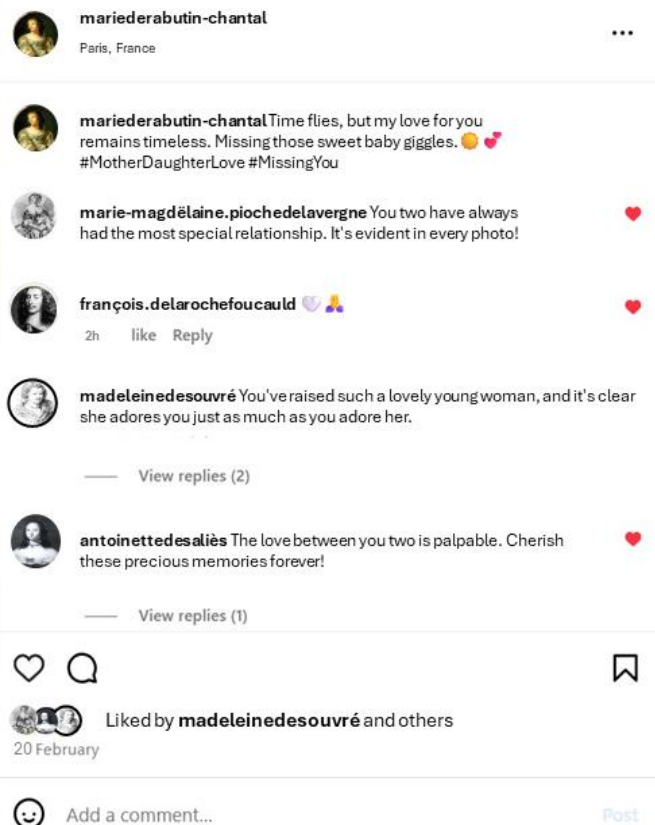 mariederabutin-chantal
Paris, France
mariederabutin-chantal Time flies, but my love for you
remains timeless. Missing those sweet baby giggles. 🌞 💕
#MotherDaughterLove #MissingYou
marie-magdëlaine.piochedelavergne You two have always
had the most special relationship. It's evident in every photo!
françois.delarochefoucauld 🤍 🙏
2h like Reply
madeleinedesouvré You've raised such a lovely young woman, and it's clear
she adores you just as much as you adore her.
View replies (2)
antoinettedesaliès The love between you two is palpable. Cherish
these precious memories forever!
View replies (1)
Liked by madeleinedesouvré and others
20 February
Add a comment...
Post